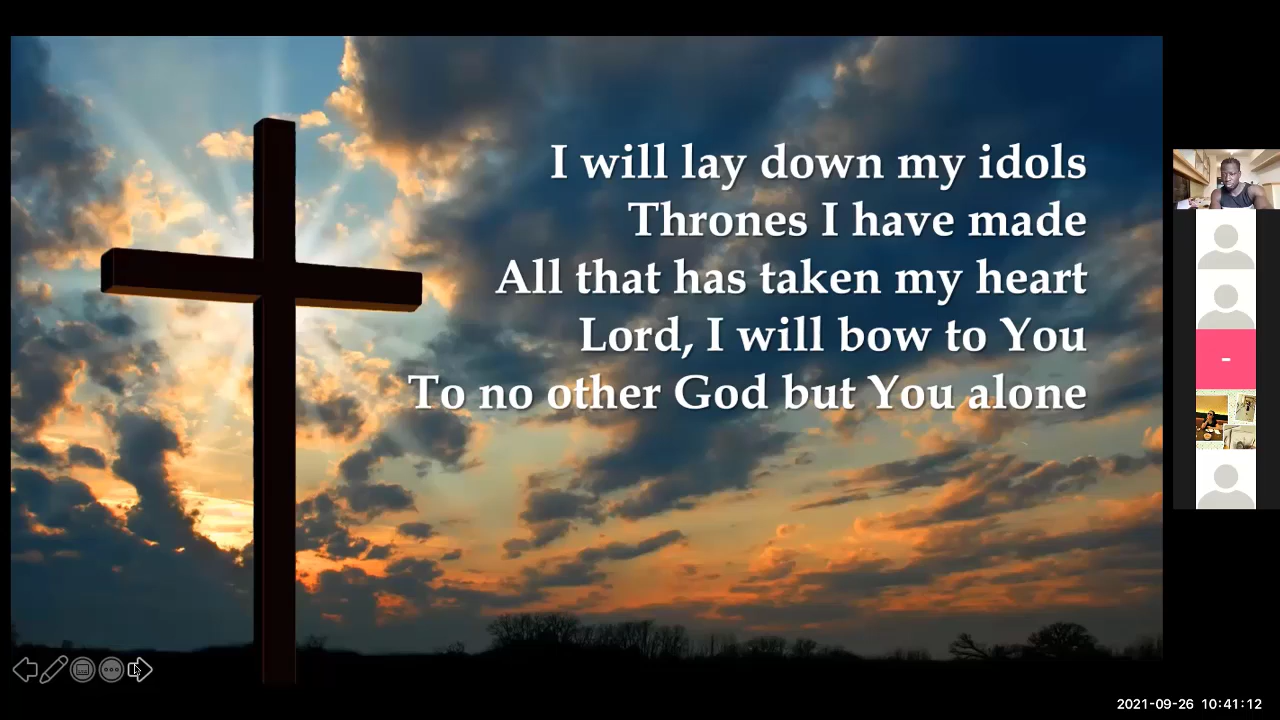 I will lay down my idols
Thrones I have made
All that has taken my heart
Lord, I will bow to You
To no other God but You alone
-
2021-09-26 10:41:12